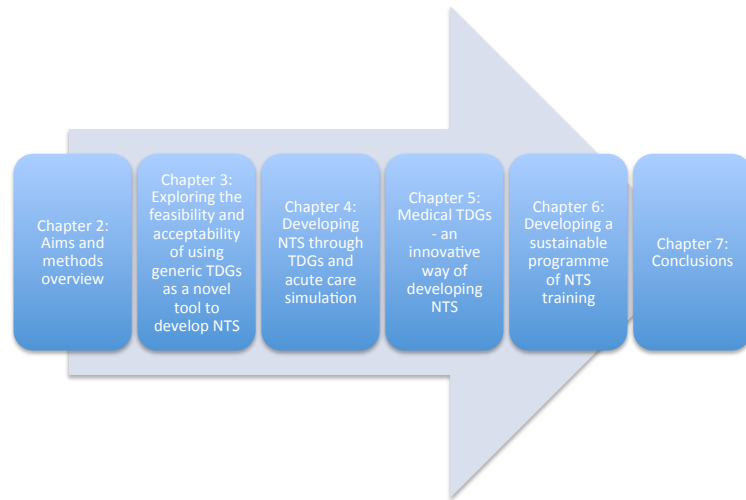 Chapter 2:
Aims and
methods
overview
Chapter 3:
Exploring the
feasibility and
acceptability
of using
generic TDGs
as a novel
tool to
develop NTS
Chapter 4:
Developing
NTS through
TDGs and
acute care
simulation
Chapter 5:
Medical TDGs
- an
innovative
way of
developing
NTS
Chapter 6:
Developing a
sustainable
programme
of NTS
training
Chapter 7:
Conclusions